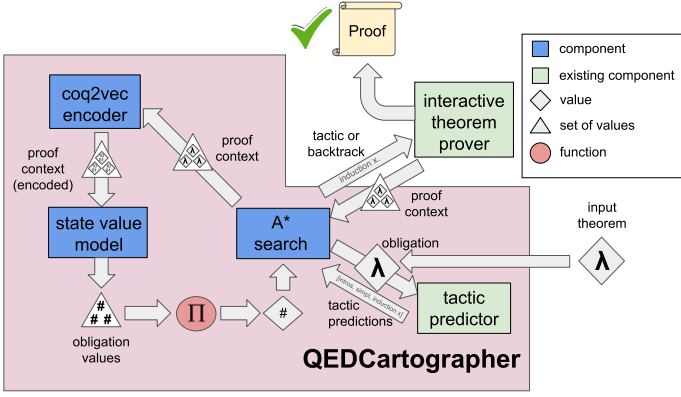 Proof
coq2vec
encoder
proof
context
proof
context
(encoded)
state value
model
#
# #
obligation
values
Π
#
A*
search
tactic or
backtrack
induction x.
interactive
theorem
prover
λ
λ λ
λ
λ λ
proof
context
obligation
λ
[intros, simpl, induction x]
tactic
predictions
tactic
predictor
input
theorem
λ
QEDCartographer
component
existing component
value
set of values
function